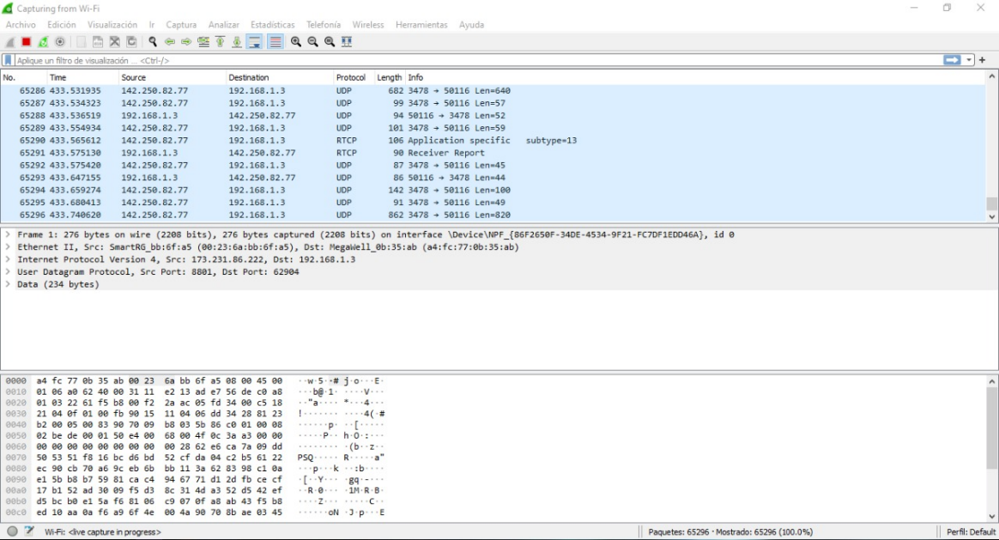 Capturing from Wi-Fi
Archivo Edición Visualización Ir Captura Analizar Estadísticas Telefonía Wireless Herramientas Ayuda
Aplique un filtro de visualización ... <Ctrl-/>
No. Time Source Destination Protocol Length Info
65286 433.531935 142.250.82.77 192.168.1.3 UDP 682 3478 → 50116 Len=640
65287 433.534323 142.250.82.77 192.168.1.3 UDP 99 3478 → 50116 Len=57
65288 433.536519 192.168.1.3 142.250.82.77 UDP 94 50116 → 3478 Len=52
65289 433.554934 142.250.82.77 192.168.1.3 UDP 101 3478 → 50116 Len=59
65290 433.565612 142.250.82.77 192.168.1.3 RTCP 106 Application specific subtype=13
65291 433.575130 192.168.1.3 142.250.82.77 RTCP 90 Receiver Report
65292 433.575420 142.250.82.77 192.168.1.3 UDP 87 3478 → 50116 Len=45
65293 433.647155 192.168.1.3 142.250.82.77 UDP 86 50116 → 3478 Len=44
65294 433.659274 142.250.82.77 192.168.1.3 UDP 142 3478 → 50116 Len=100
65295 433.680413 142.250.82.77 192.168.1.3 UDP 91 3478 → 50116 Len=49
65296 433.740620 142.250.82.77 192.168.1.3 UDP 862 3478 → 50116 Len=820
> Frame 1: 276 bytes on wire (2208 bits), 276 bytes captured (2208 bits) on interface \Device\NPF_{86F2650F-34DE-4534-9F21-FC7DF1EDD46A}, id 0
> Ethernet II, Src: SmartRG_bb:6f:a5 (00:23:6a:bb:6f:a5), Dst: MegaWell_0b:35:ab (a4:fc:77:0b:35:ab)
> Internet Protocol Version 4, Src: 173.231.86.222, Dst: 192.168.1.3
> User Datagram Protocol, Src Port: 8801, Dst Port: 62904
> Data (234 bytes)
0000 a4 fc 77 0b 35 ab 00 23 6a bb 6f a5 08 00 45 00 ··w·5··# j·o···E·
0010 01 06 a0 62 40 00 31 11 e2 13 ad e7 56 de c0 a8 ···b@·1· ····V···
0020 01 03 22 61 f5 b8 00 f2 2a ac 05 fd 34 00 c5 18 ··"a···· *···4···
0030 21 04 0f 01 00 fb 90 15 11 04 06 dd 34 28 81 23 !······· ····4(·#
0040 b2 00 05 00 83 90 70 09 b8 03 5b 86 c0 01 00 08 ······p· ··[·····
0050 02 be de 00 01 50 e4 00 68 00 4f 0c 3a a3 00 00 ·····P·· h·O·:···
0060 00 00 00 00 00 00 00 00 00 28 62 e6 ca 7a 09 dd ········ ·(b··z··
0070 50 53 51 f8 16 bc d6 bd 52 cf da 04 c2 b5 61 22 PSQ····· R·····a"
0080 ec 90 cb 70 a6 9c eb 6b bb 11 3a 62 83 98 c1 0a ···p···k ··:b····
0090 e1 5b b8 b7 59 81 ca c4 94 67 71 d1 2d fb ce cf ·[··Y··· ·gq·-···
00a0 17 b1 52 ad 30 09 f5 d3 8c 31 4d a3 52 d5 42 ef ··R·0··· ·1M·R·B·
00b0 d5 bc b0 e1 5a f6 81 06 c9 07 0f a8 ab 43 f5 b8 ····Z··· ·····C··
00c0 ed 10 aa 0a f6 a9 6f 4e 00 4a 90 70 8b ae 03 45 ······oN ·J·p···E
Wi-Fi: <live capture in progress> Paquetes: 65296 · Mostrado: 65296 (100.0%) Perfil: Default